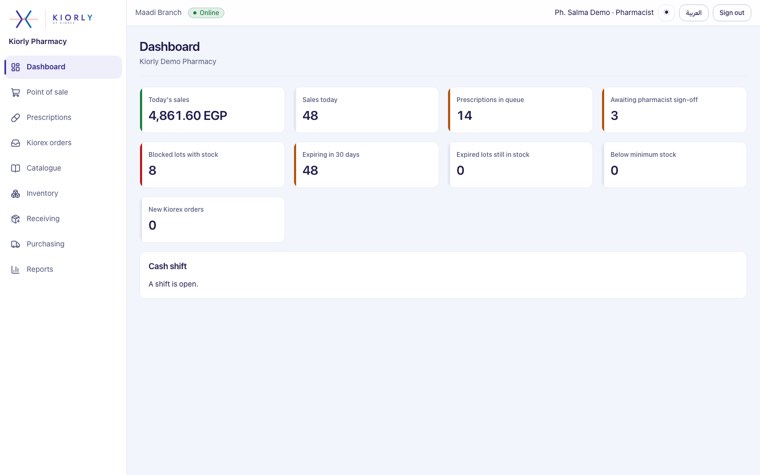 KIORLY
Kiorly Pharmacy
Dashboard
Point of sale
Prescriptions
Kiorex orders
Catalogue
Inventory
Receiving
Purchasing
Reports
Maadi Branch
Online
Ph. Salma Demo · Pharmacist
العربية
Sign out
Dashboard
Kiorly Demo Pharmacy
Today's sales
4,861.60 EGP
Sales today
48
Prescriptions in queue
14
Awaiting pharmacist sign-off
3
Blocked lots with stock
8
Expiring in 30 days
48
Expired lots still in stock
0
Below minimum stock
0
New Kiorex orders
0
Cash shift
A shift is open.